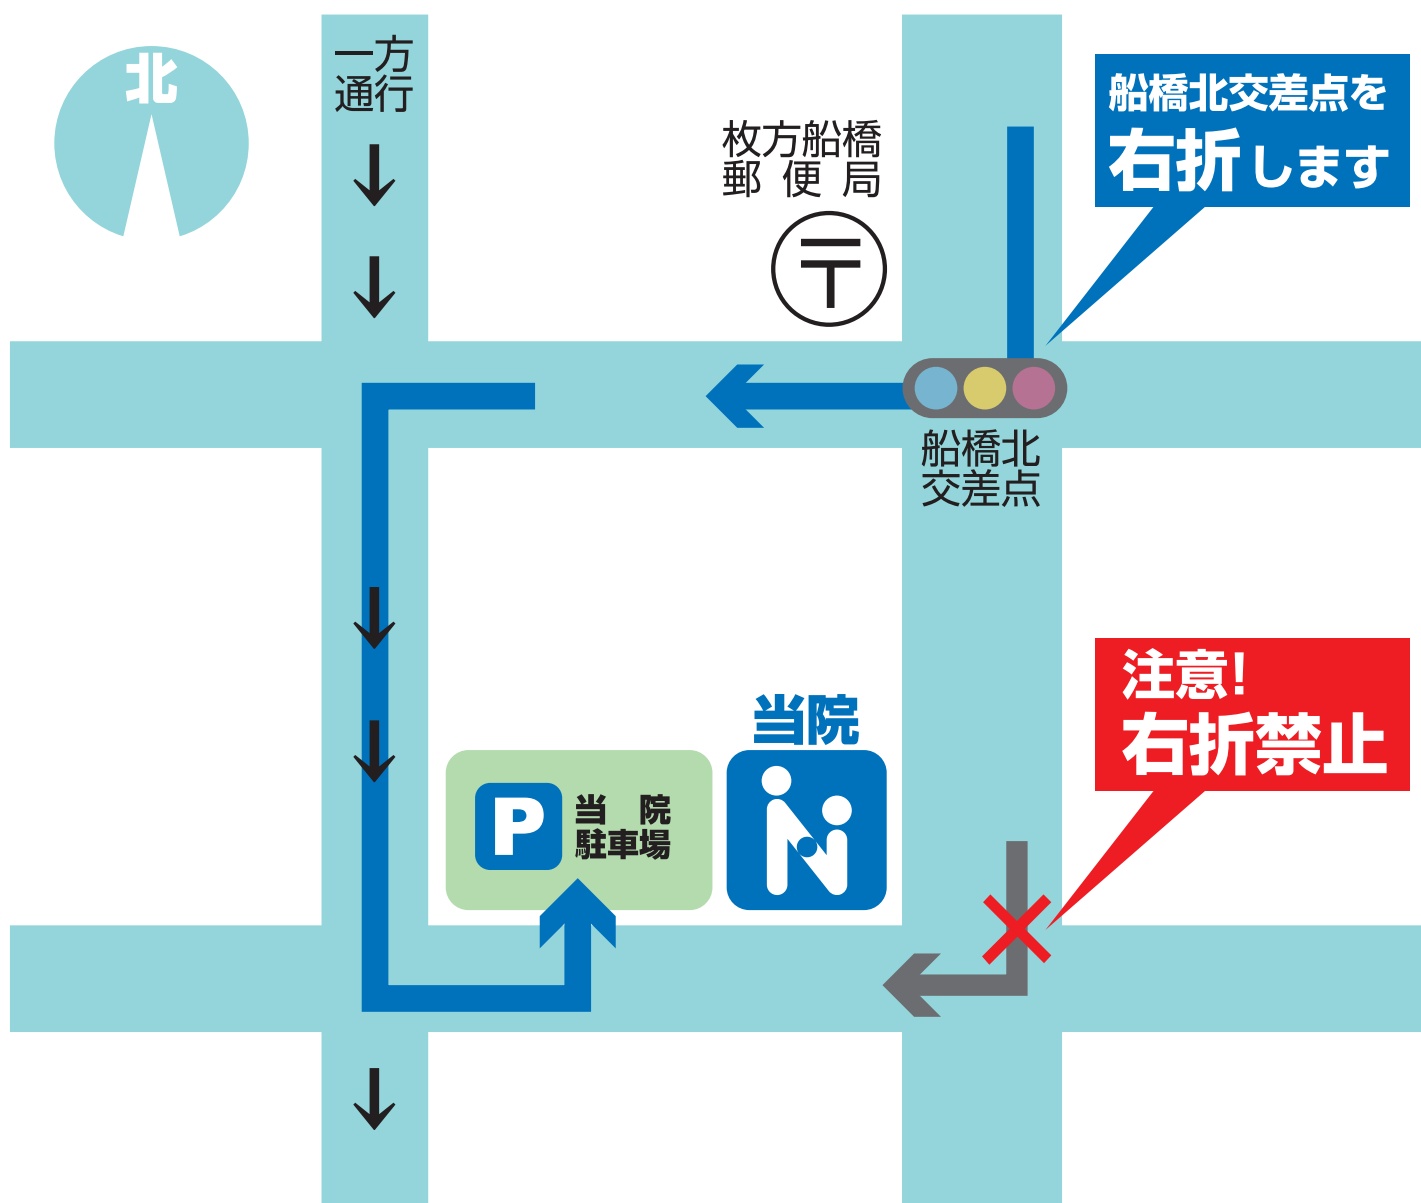 北
一方
通行
枚方船橋
郵便局
〒
船橋北交差点を
右折します
船橋北
交差点
注意!
右折禁止
当院
P
当院
駐車場